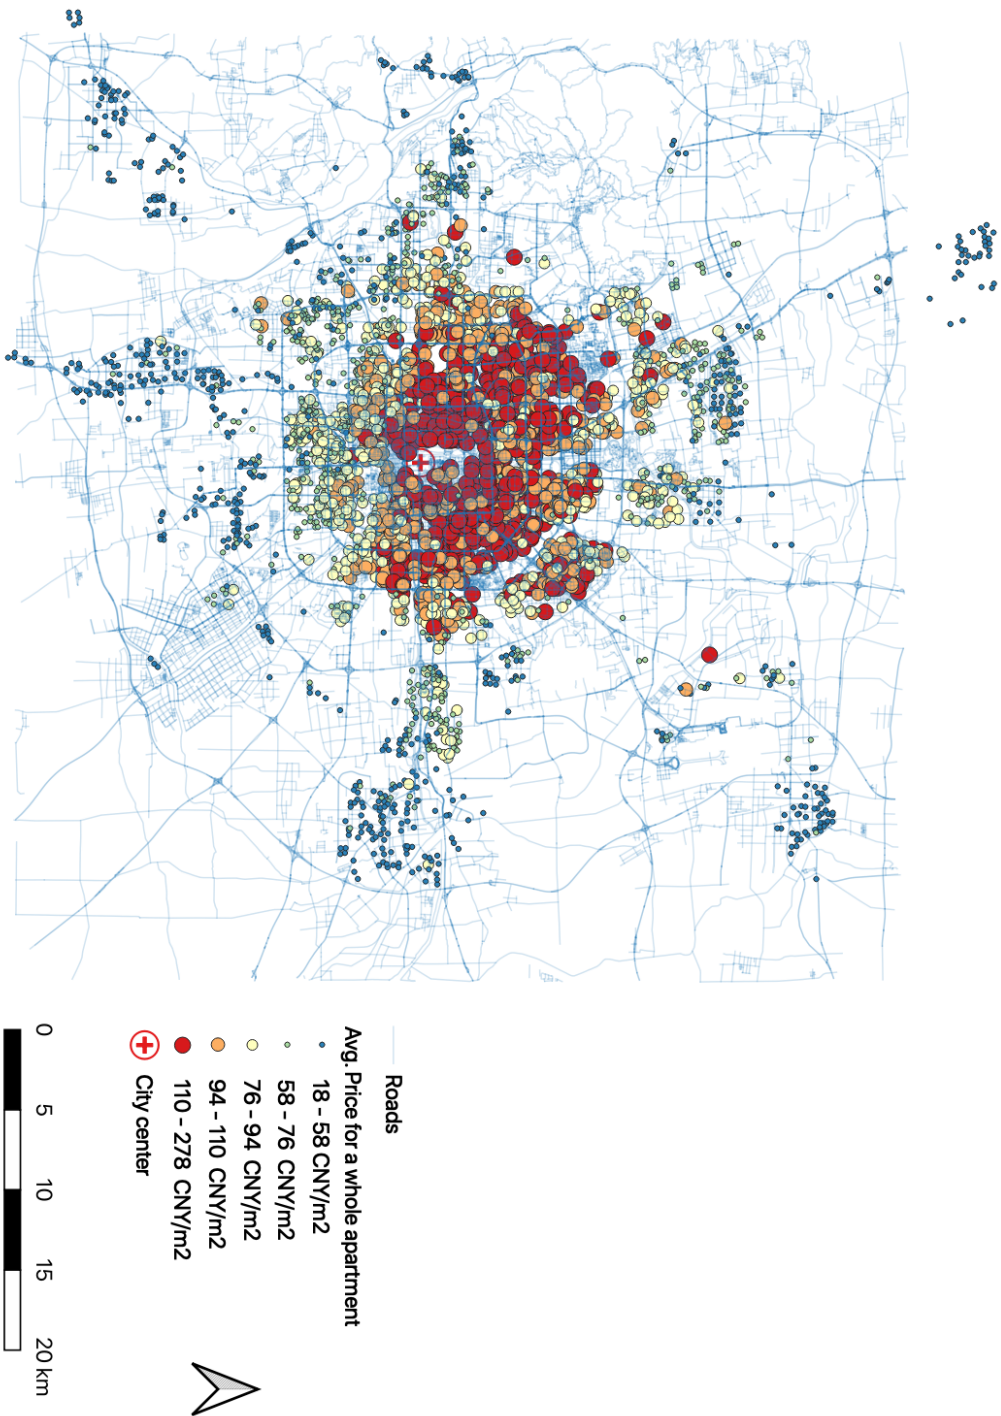 Roads
Avg. Price for a whole apartment
18 - 58 CNY/m2
58 - 76 CNY/m2
76 - 94 CNY/m2
94 - 110 CNY/m2
110 - 278 CNY/m2
City center
0 5 10 15 20 km